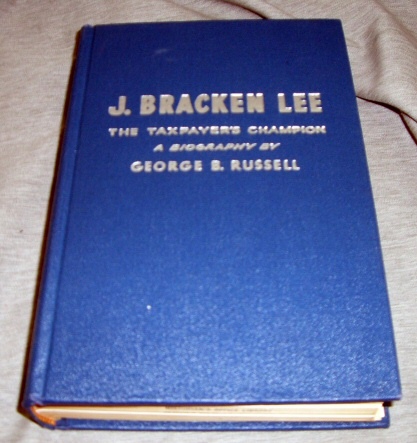 J. BRACKEN LEE
THE TAXPAYER'S CHAMPION
A BIOGRAPHY BY
GEORGE B. RUSSELL